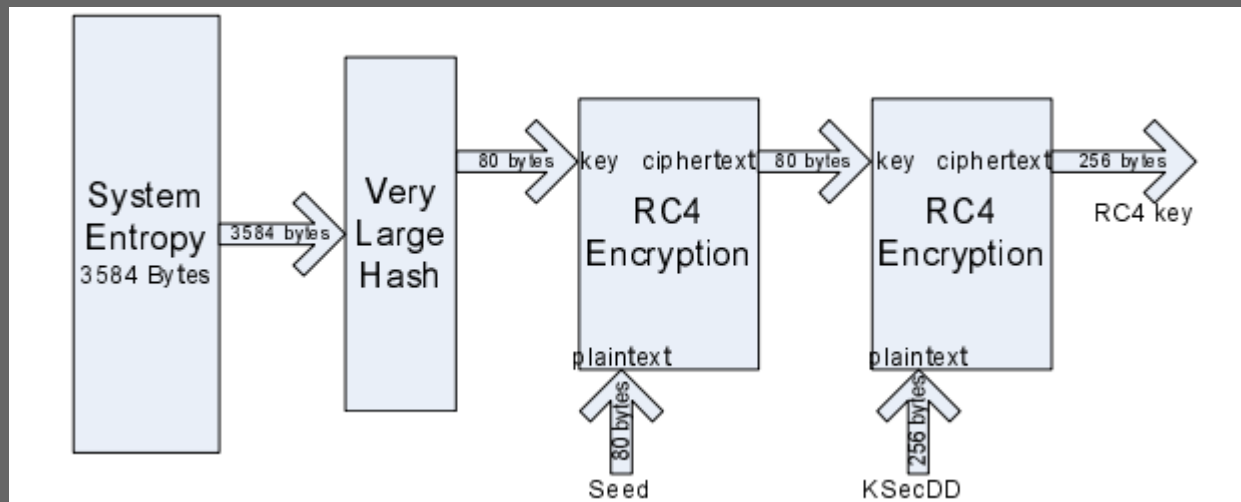 System
Entropy
3584 Bytes
3584 bytes
Very
Large
Hash
80 bytes
key ciphertext
RC4
Encryption
plaintext
80 bytes
Seed
80 bytes
key ciphertext
RC4
Encryption
plaintext
256 bytes
KSecDD
256 bytes
RC4 key